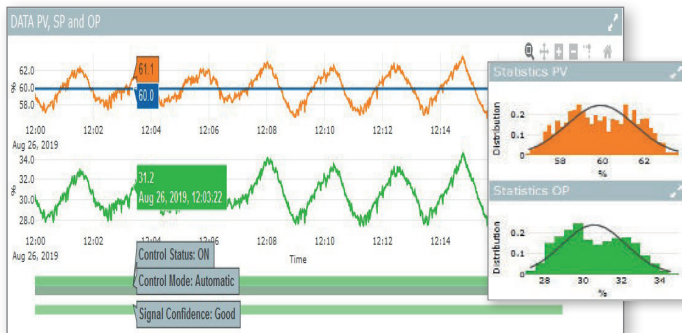 DATA PV, SP and OP
61.1
60.0
62.0
60.0
58.0
%
12:00 12:02 12:04 12:06 12:08 12:10 12:12 12:14
Aug 26, 2019
34.0
32.0
30.0
28.0
%
31.2
Aug 26, 2019, 12:03:22
12:00 12:02 12:04 12:06 12:08 12:10 12:12 12:14
Aug 26, 2019
Time
Control Status: ON
Control Mode: Automatic
Signal Confidence: Good
Statistics PV
Distribution
0.2
0.1
0
58 60 62
%
Statistics OP
Distribution
0.2
0.1
0
28 30 32 34
%